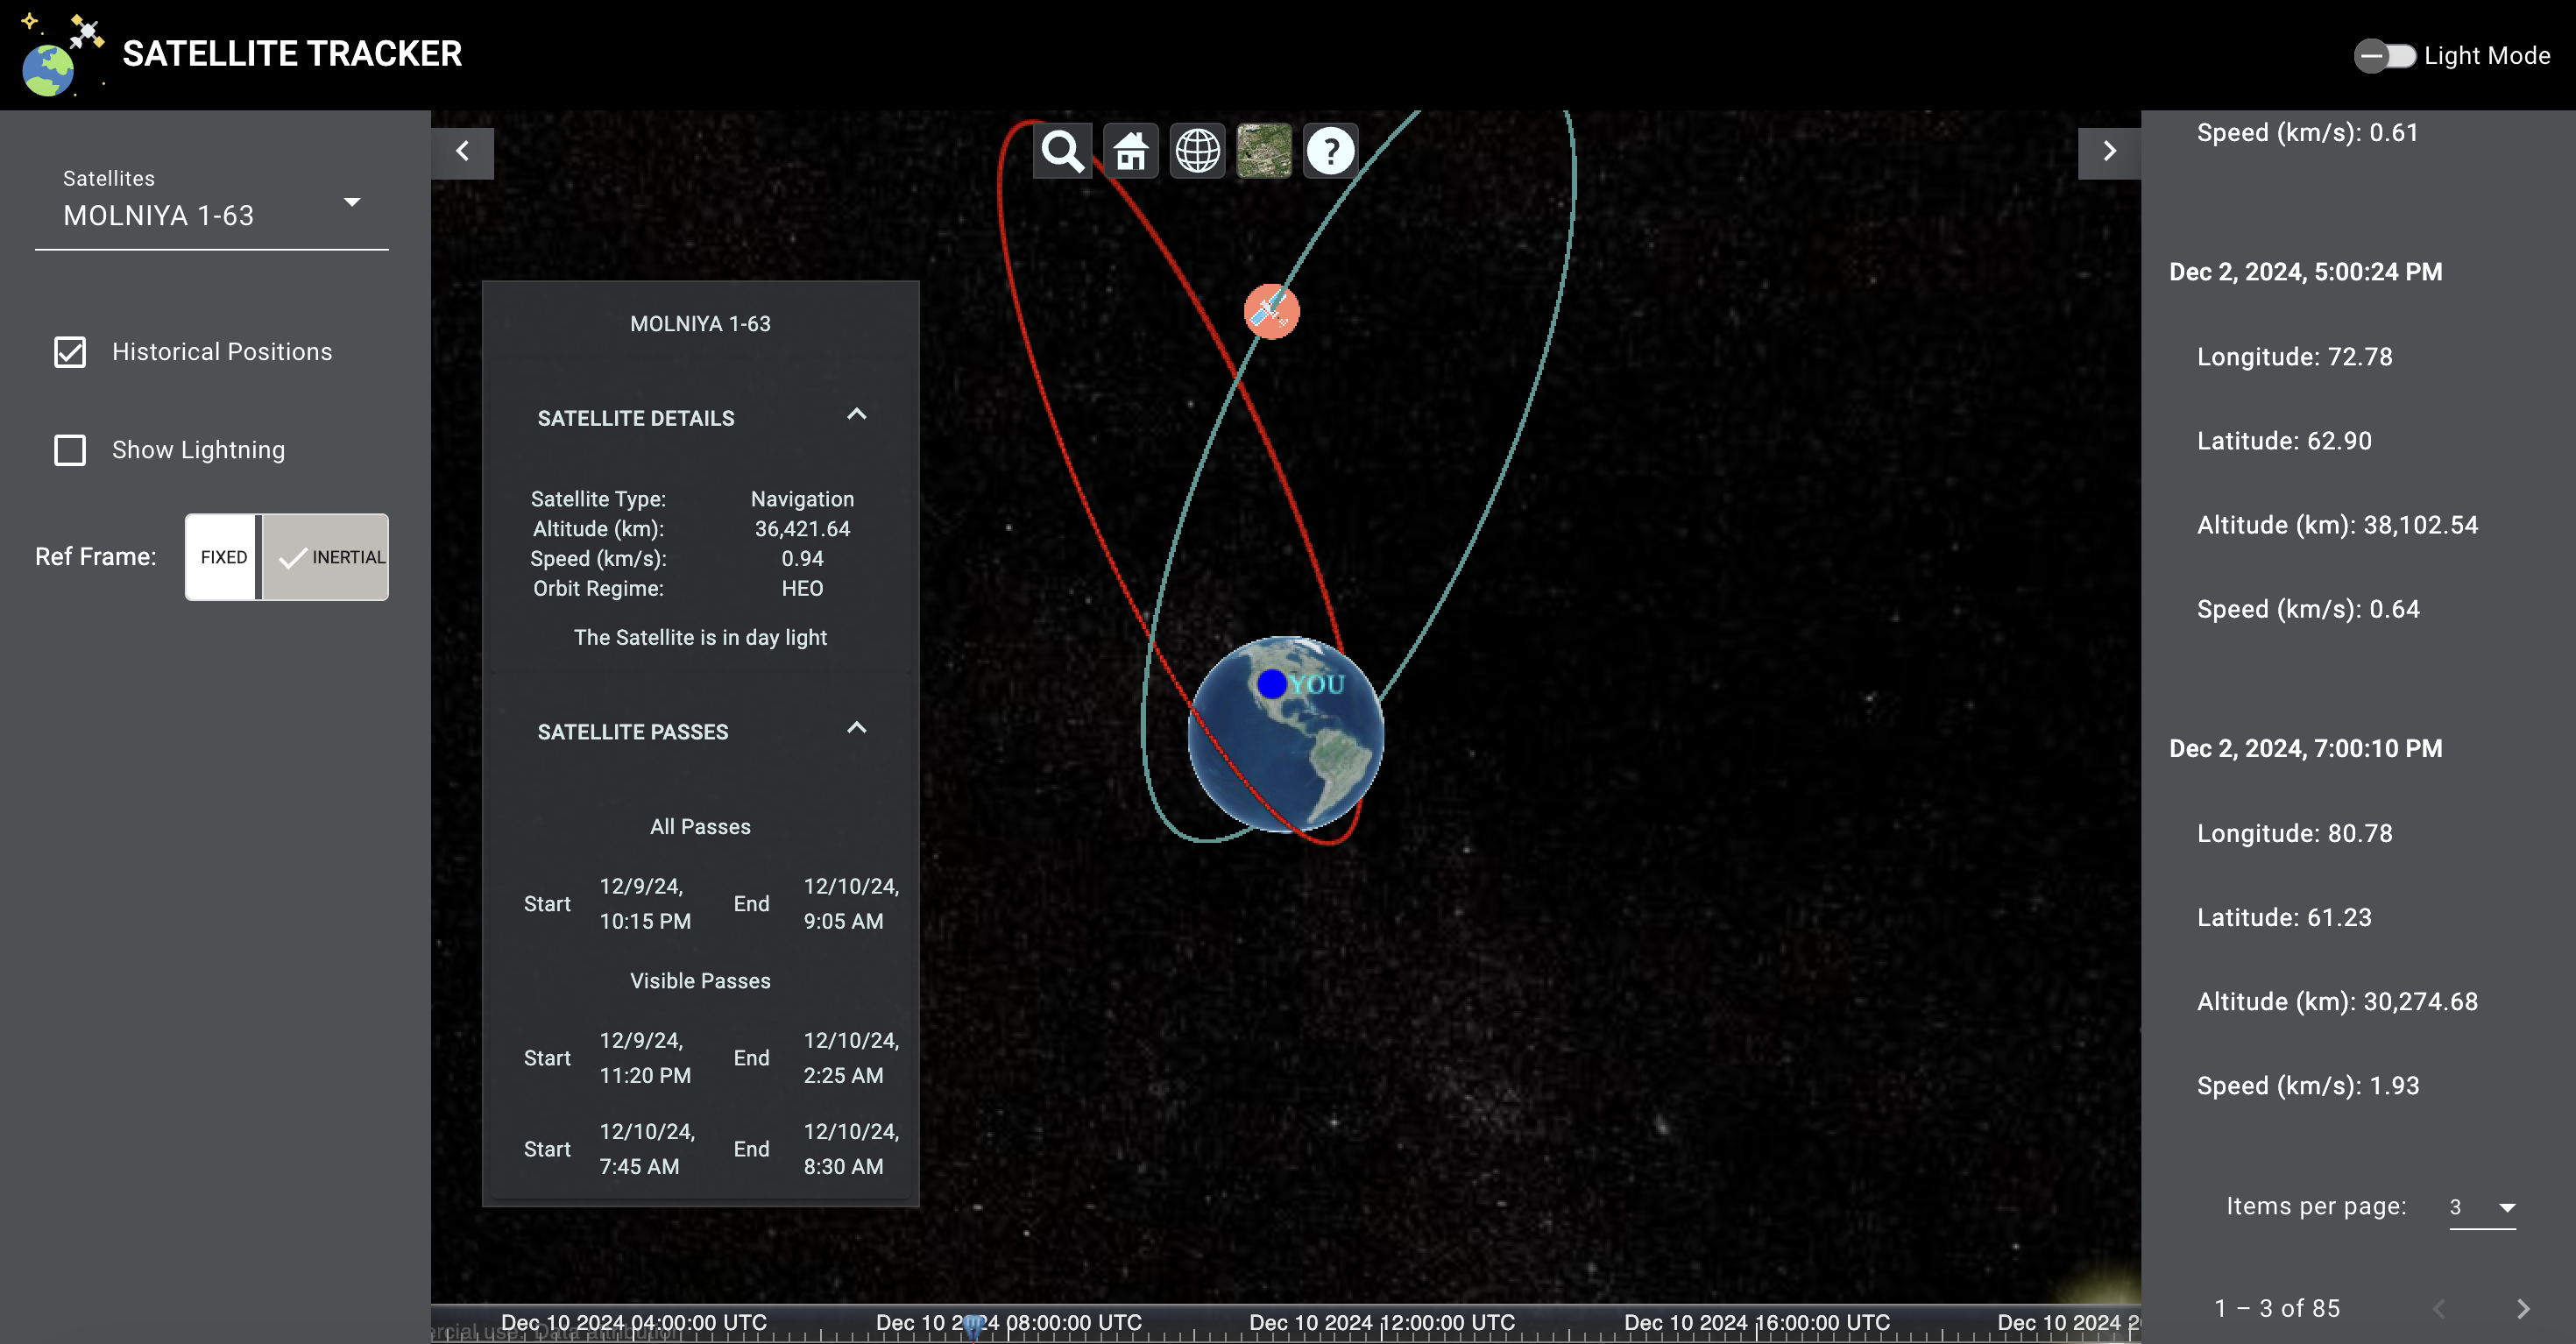 SATELLITE TRACKER
Light Mode
Satellites
MOLNIYA 1-63
Historical Positions
Show Lightning
Ref Frame:
FIXED
INERTIAL
MOLNIYA 1-63
SATELLITE DETAILS
Satellite Type: Navigation
Altitude (km): 36,421.64
Speed (km/s): 0.94
Orbit Regime: HEO
The Satellite is in day light
SATELLITE PASSES
All Passes
Start 12/9/24, 10:15 PM End 12/10/24, 9:05 AM
Visible Passes
Start 12/9/24, 11:20 PM End 12/10/24, 2:25 AM
Start 12/10/24, 7:45 AM End 12/10/24, 8:30 AM
?
YOU
Speed (km/s): 0.61
Dec 2, 2024, 5:00:24 PM
Longitude: 72.78
Latitude: 62.90
Altitude (km): 38,102.54
Speed (km/s): 0.64
Dec 2, 2024, 7:00:10 PM
Longitude: 80.78
Latitude: 61.23
Altitude (km): 30,274.68
Speed (km/s): 1.93
Items per page: 3
1 – 3 of 85
Dec 10 2024 04:00:00 UTC
Dec 10 2024 08:00:00 UTC
Dec 10 2024 12:00:00 UTC
Dec 10 2024 16:00:00 UTC
Dec 10 2024
use. Data attribution